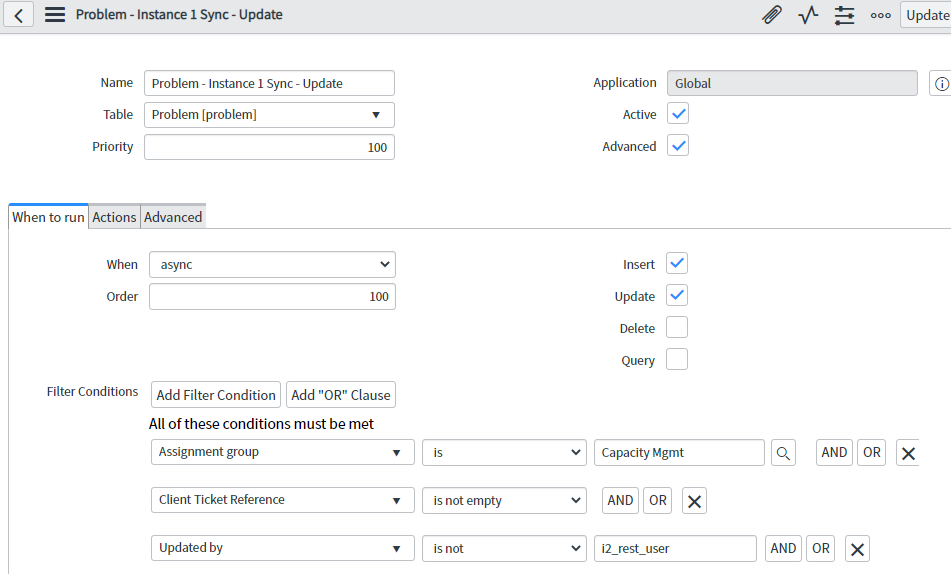 Problem - Instance 1 Sync - Update
Update
Name Problem - Instance 1 Sync - Update Application Global
Table Problem [problem] Active
Priority 100 Advanced
When to run Actions Advanced
When async Insert
Order 100 Update
Delete
Query
Filter Conditions Add Filter Condition Add "OR" Clause
All of these conditions must be met
Assignment group is Capacity Mgmt AND OR
Client Ticket Reference is not empty AND OR
Updated by is not i2_rest_user AND OR